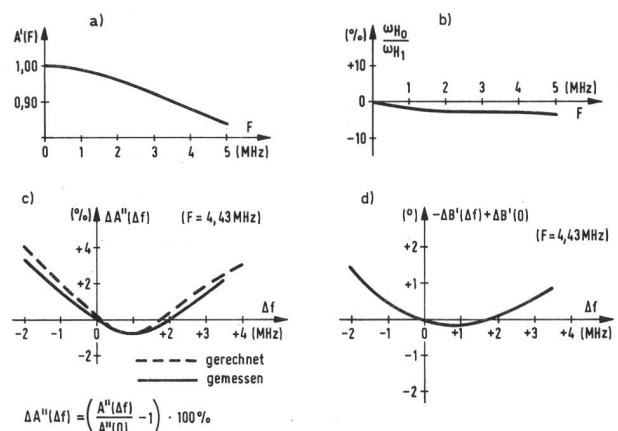 a)
A'(F)
1,00
0,90
F
0 1 2 3 4 5 (MHz)
b)
(%) ωH0/ωH1
+10
0
-10
1 2 3 4 5 (MHz)
F
c)
(%) ΔA''(Δf) (F = 4,43 MHz)
+4
+2
-2
Δf
-2 -1 0 +1 +2 +3 +4 (MHz)
gerechnet
gemessen
ΔA''(Δf) = (A''(Δf)/A''(0) - 1) · 100 %
d)
(°) -ΔB'(Δf) + ΔB'(0)
(F = 4,43 MHz)
+2
+1
-1
-2
Δf
-2 -1 0 +1 +2 +3 +4 (MHz)